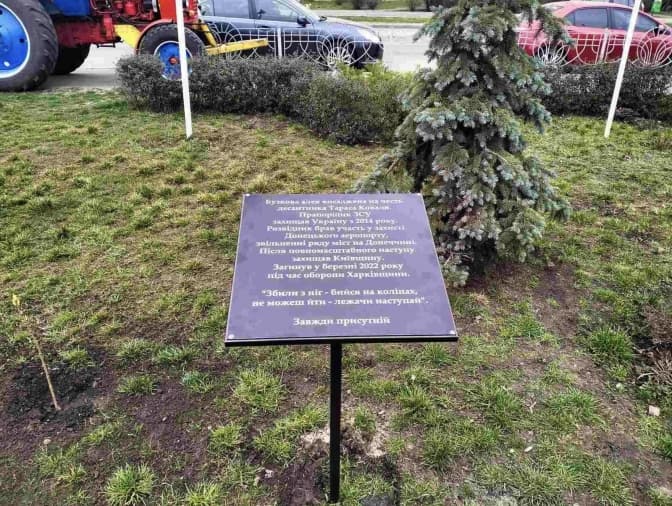 Бузкова алея висаджена на честь
десантника Тараса Коваля.
Прапорщик ЗСУ
захищав Україну з 2014 року.
Розвідник брав участь у захисті
Донецького аеропорту,
звільненні ряду міст на Донеччині.
Після повномасштабного наступу
захищав Київщину.
Загинув у березні 2022 року
під час оборони Харківщини.
"Збили з ніг - бийся на колінах,
не можеш йти - лежачи наступай".
Завжди присутній